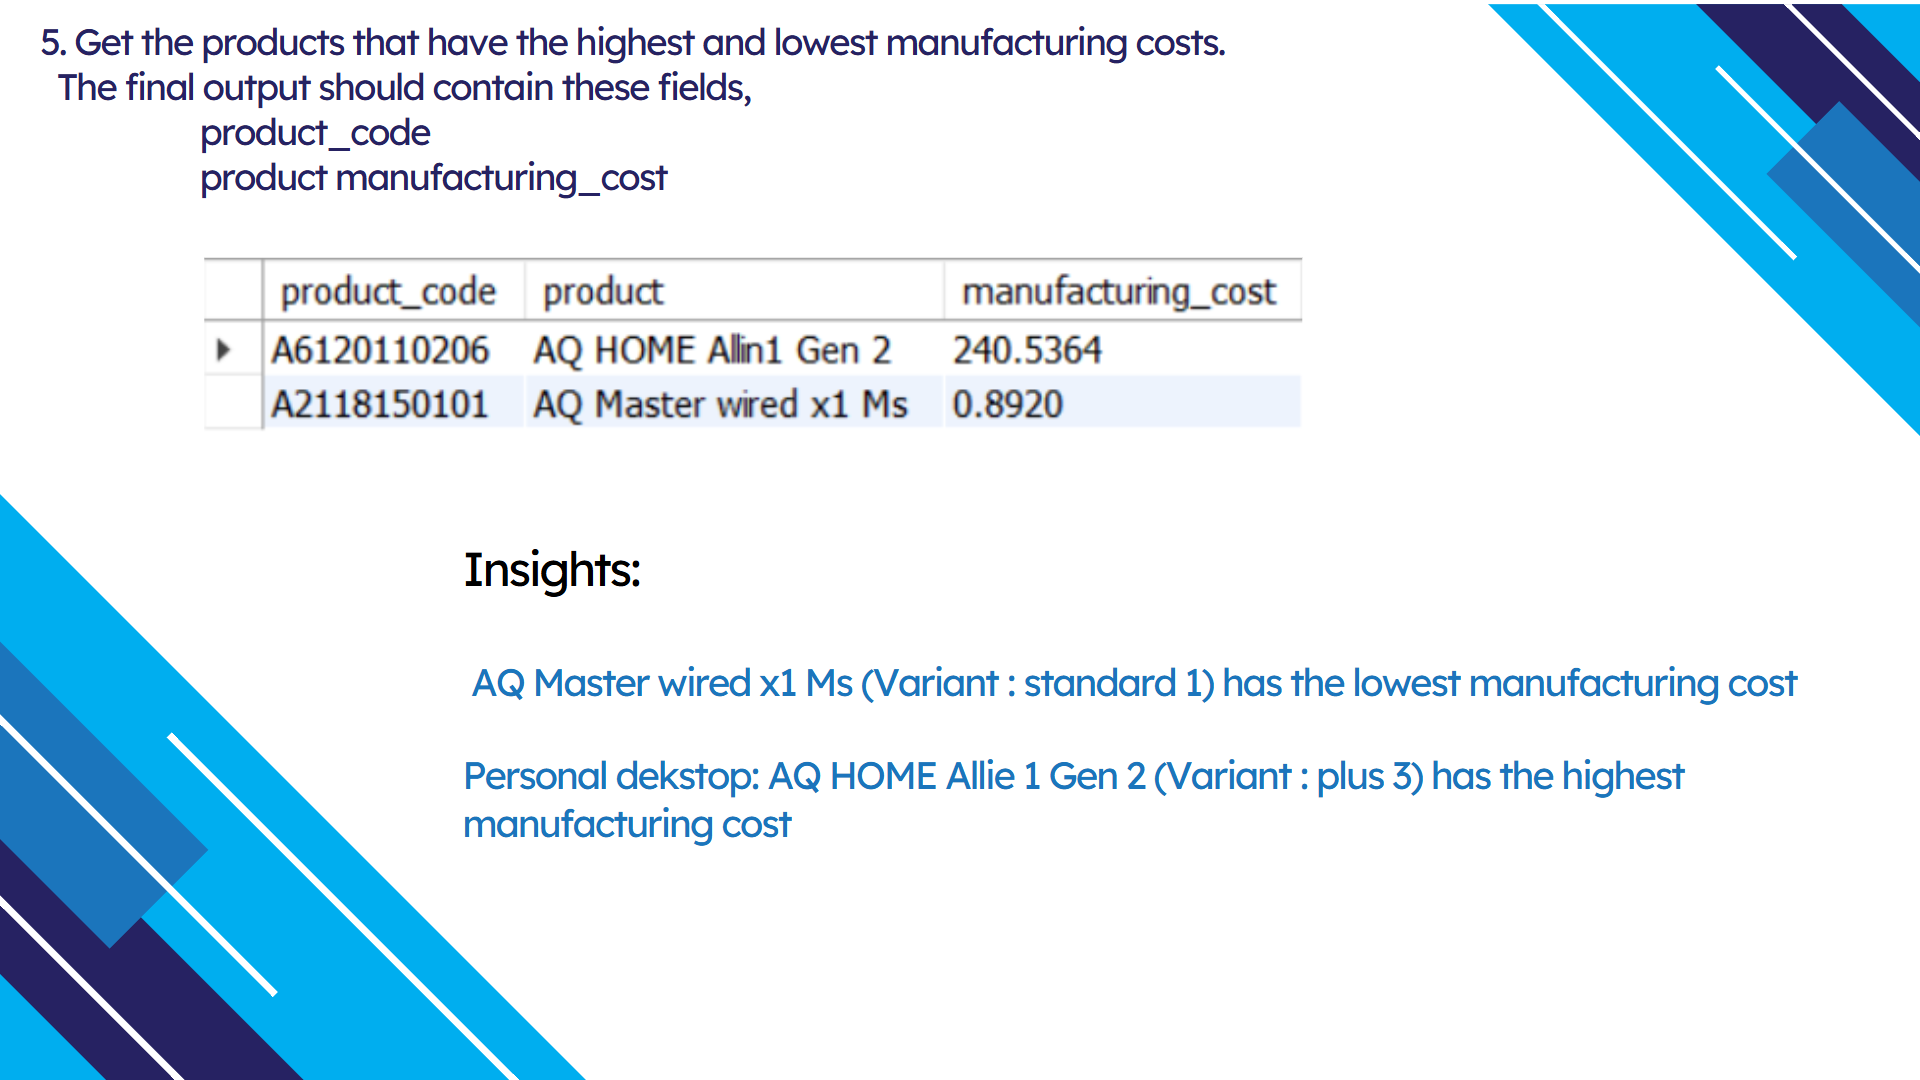 5. Get the products that have the highest and lowest manufacturing costs.
The final output should contain these fields,
product_code
product manufacturing_cost
product_code product manufacturing_cost
A6120110206 AQ HOME Allin1 Gen 2 240.5364
A2118150101 AQ Master wired x1 Ms 0.8920
Insights:
AQ Master wired x1 Ms (Variant : standard 1) has the lowest manufacturing cost
Personal dekstop: AQ HOME Allie 1 Gen 2 (Variant : plus 3) has the highest
manufacturing cost